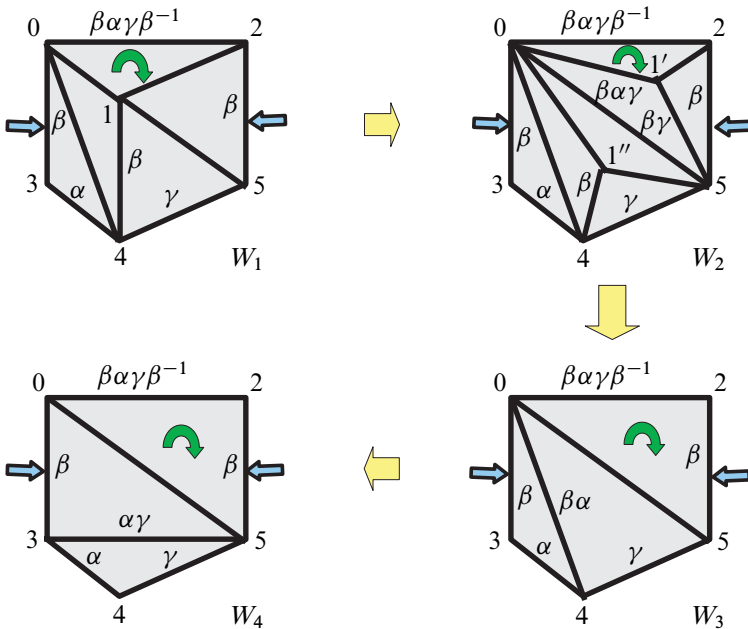 0 βαγβ⁻¹ 2
β 1 β β
3 α γ 5
4 W₁
0 βαγβ⁻¹ 2
1′
β βαγ βγ β
1″
3 α β γ 5
4 W₂
0 βαγβ⁻¹ 2
β β
αγ
3 α γ 5
4 W₄
0 βαγβ⁻¹ 2
β βα β
3 α γ 5
4 W₃